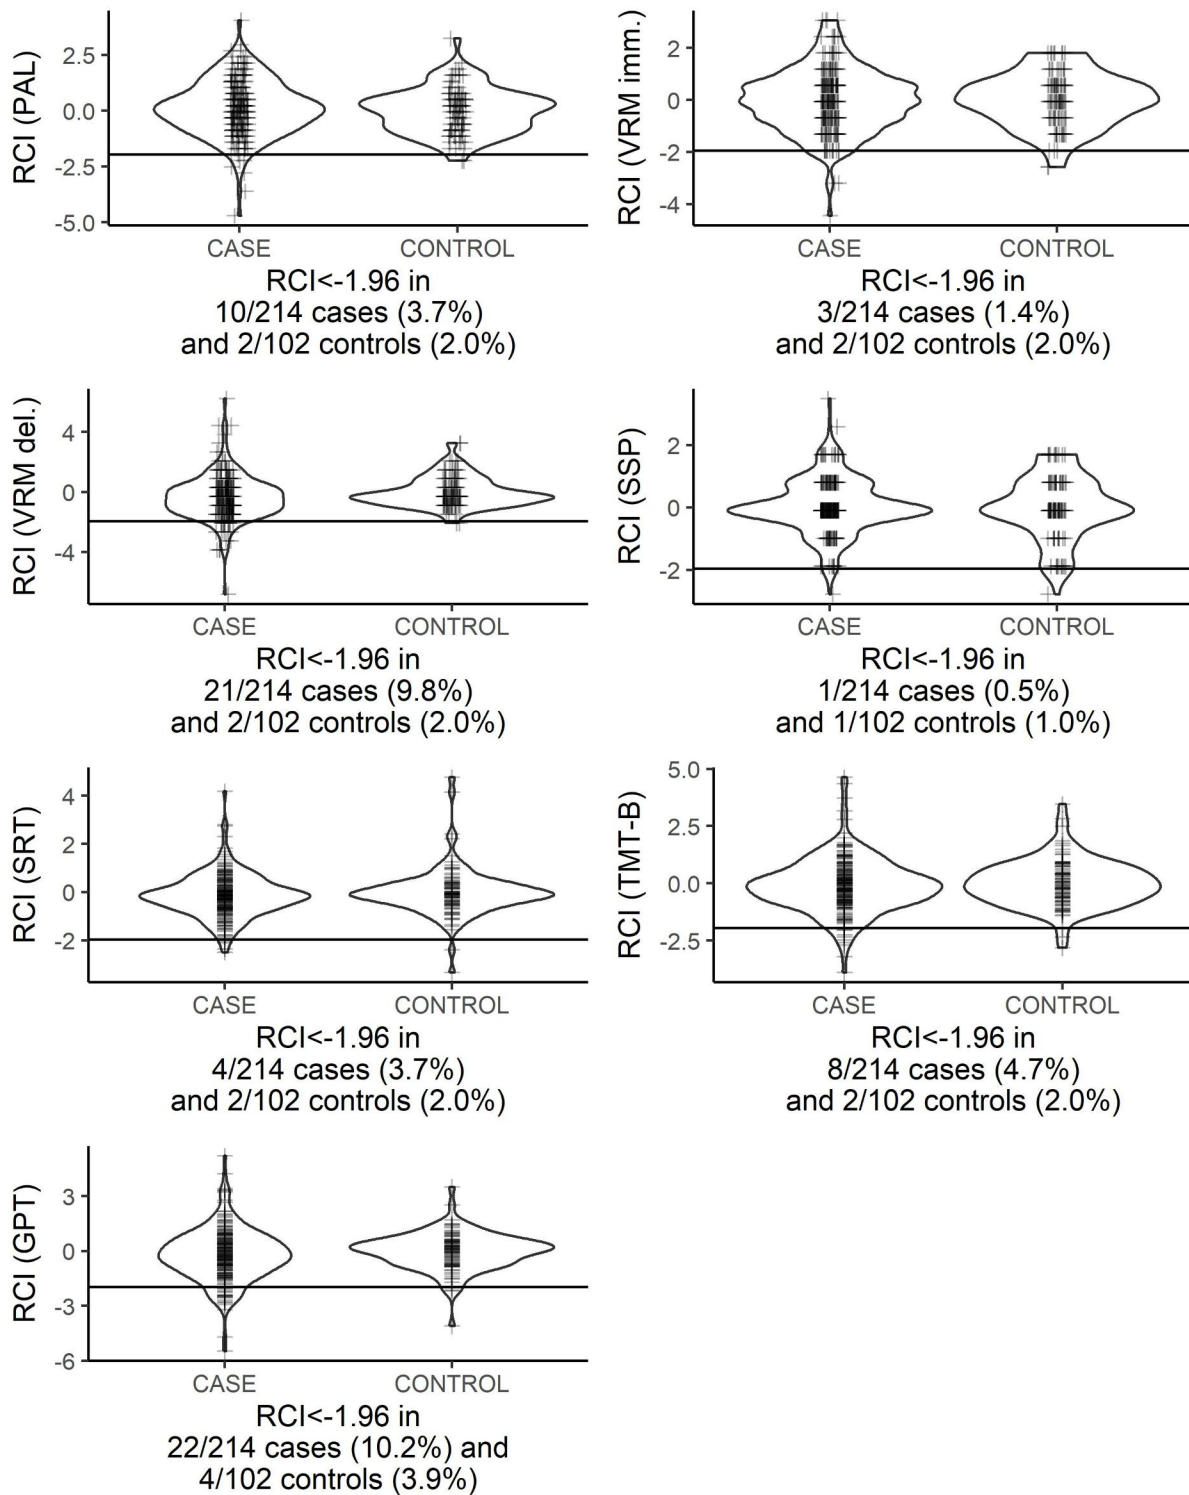 RCI (PAL)
2.5
0.0
-2.5
-5.0
CASE
CONTROL
RCI<-1.96 in
10/214 cases (3.7%)
and 2/102 controls (2.0%)
RCI (VRM imm.)
2
0
-2
-4
CASE
CONTROL
RCI<-1.96 in
3/214 cases (1.4%)
and 2/102 controls (2.0%)
RCI (VRM del.)
4
0
-4
CASE
CONTROL
RCI<-1.96 in
21/214 cases (9.8%)
and 2/102 controls (2.0%)
RCI (SSP)
2
0
-2
CASE
CONTROL
RCI<-1.96 in
1/214 cases (0.5%)
and 1/102 controls (1.0%)
RCI (SRT)
4
2
0
-2
CASE
CONTROL
RCI<-1.96 in
4/214 cases (3.7%)
and 2/102 controls (2.0%)
RCI (TMT-B)
5.0
2.5
0.0
-2.5
CASE
CONTROL
RCI<-1.96 in
8/214 cases (4.7%)
and 2/102 controls (2.0%)
RCI (GPT)
3
0
-3
-6
CASE
CONTROL
RCI<-1.96 in
22/214 cases (10.2%) and
4/102 controls (3.9%)